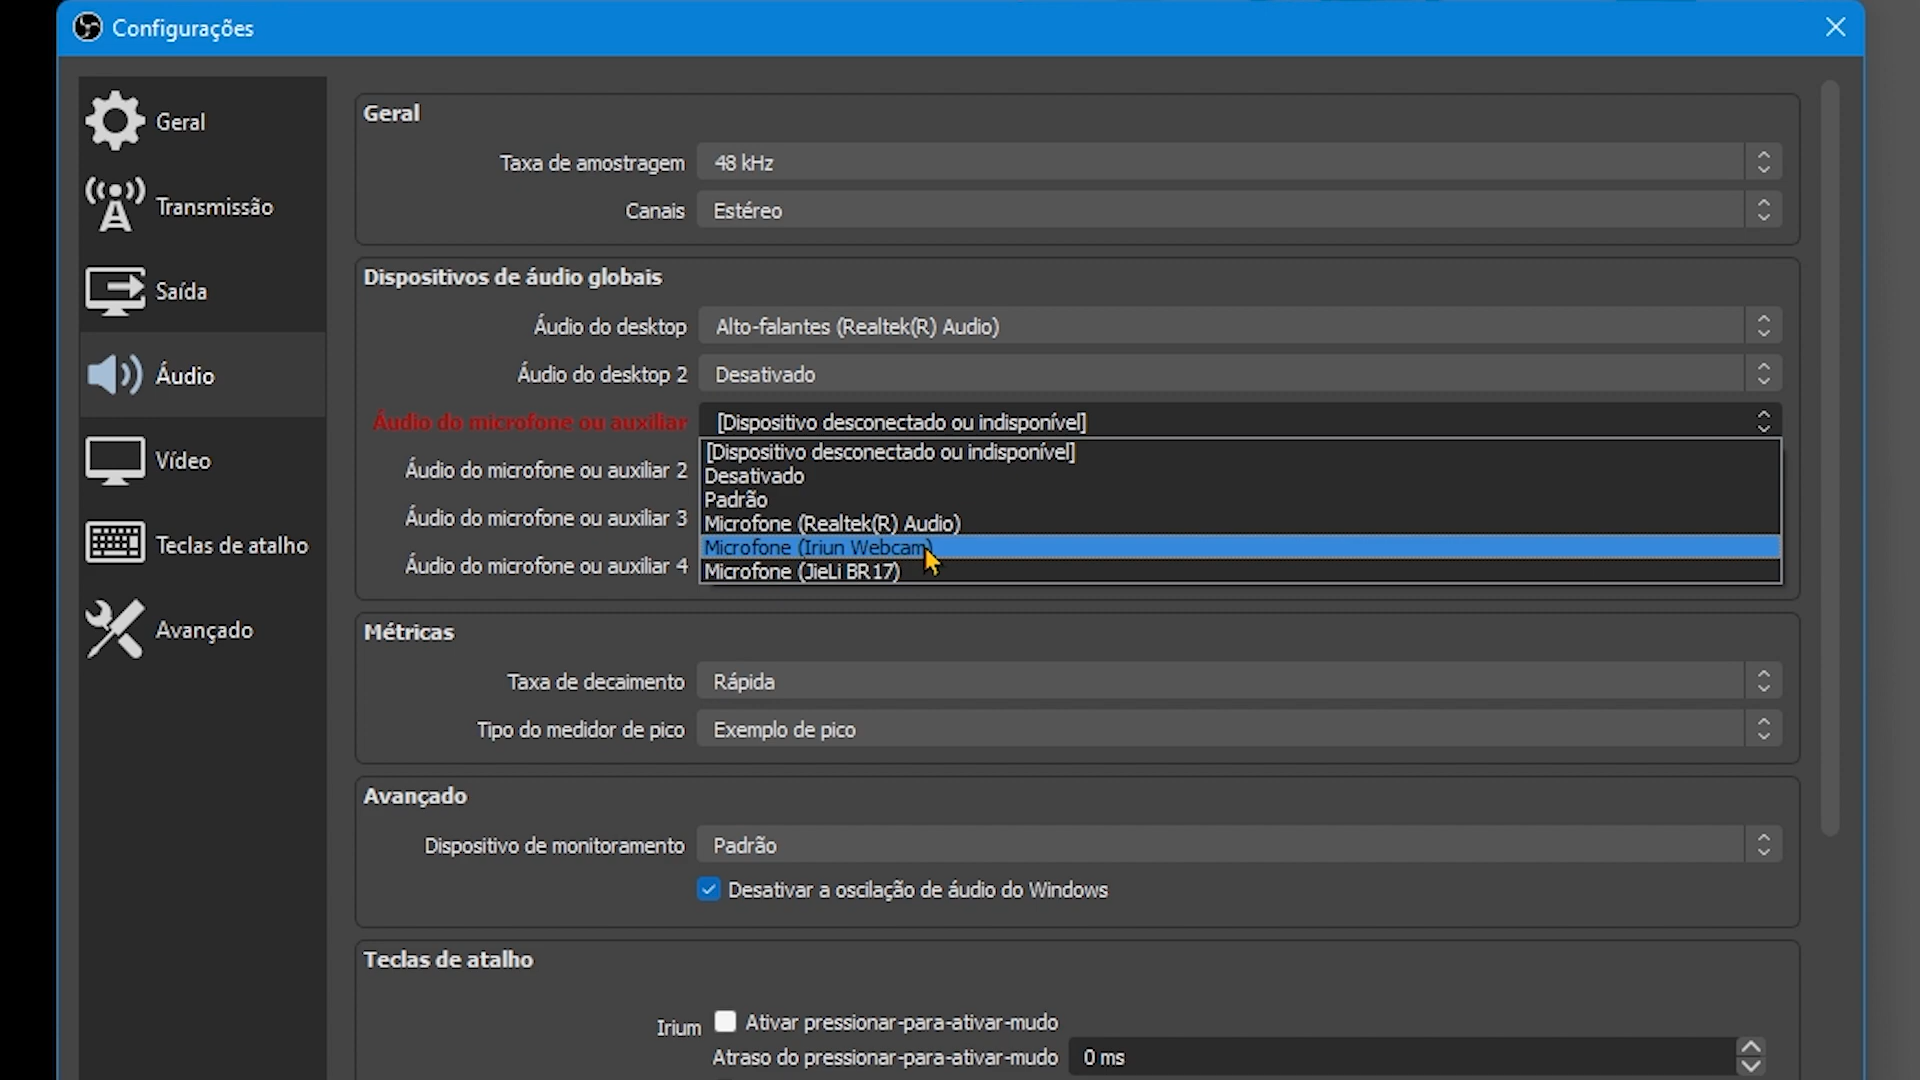 Configurações
Geral
Transmissão
Saída
Áudio
Vídeo
Teclas de atalho
Avançado
Geral
Taxa de amostragem 48 kHz
Canais Estéreo
Dispositivos de áudio globais
Áudio do desktop Alto-falantes (Realtek(R) Audio)
Áudio do desktop 2 Desativado
Áudio do microfone ou auxiliar [Dispositivo desconectado ou indisponível]
[Dispositivo desconectado ou indisponível]
Desativado
Padrão
Microfone (Realtek(R) Audio)
Microfone (Iriun Webcam)
Microfone (JieLi BR17)
Áudio do microfone ou auxiliar 2
Áudio do microfone ou auxiliar 3
Áudio do microfone ou auxiliar 4
Métricas
Taxa de decaimento Rápida
Tipo do medidor de pico Exemplo de pico
Avançado
Dispositivo de monitoramento Padrão
Desativar a oscilação de áudio do Windows
Teclas de atalho
Irium Ativar pressionar-para-ativar-mudo
Atraso do pressionar-para-ativar-mudo 0 ms